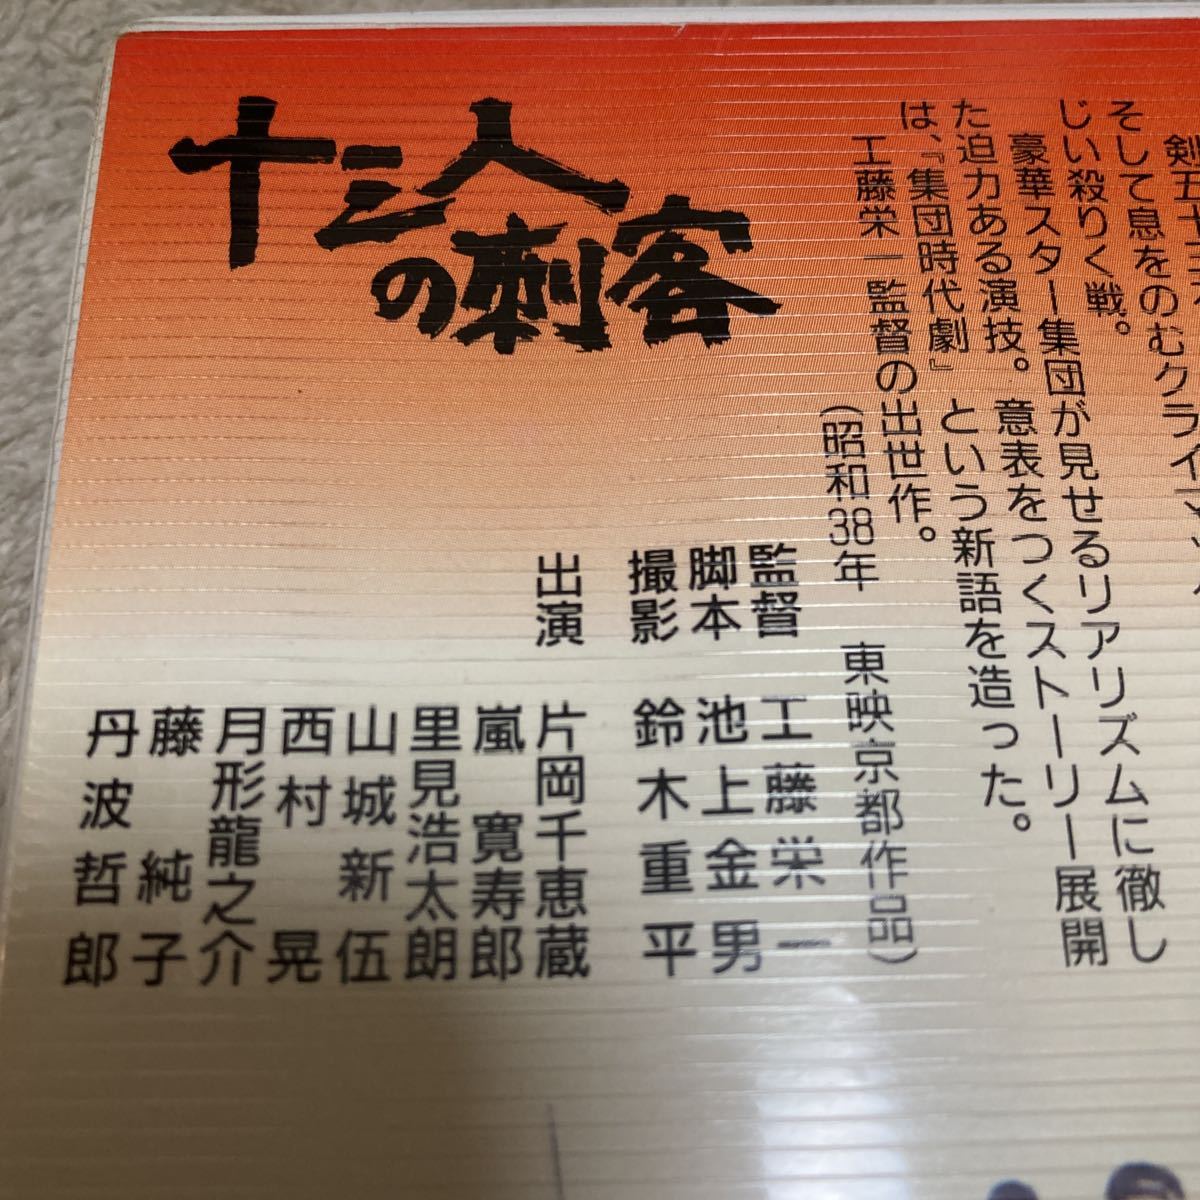 十三人の刺客
剣五十三
そして息をのむクライマッ
じい殺りく戦。
豪華スター集団が見せるリアリズムに徹し
た迫力ある演技。意表をつくストーリー展開
は、『集団時代劇』という新語を造った。
工藤栄一監督の出世作。
(昭和38年 東映京都作品)
監督 工藤栄一
脚本 池上金男
撮影 鈴木重平
出演 片岡千恵蔵
嵐 寛寿郎
里見浩太朗
山城新伍
西村 晃
月形龍之介
藤 純子
丹波哲郎